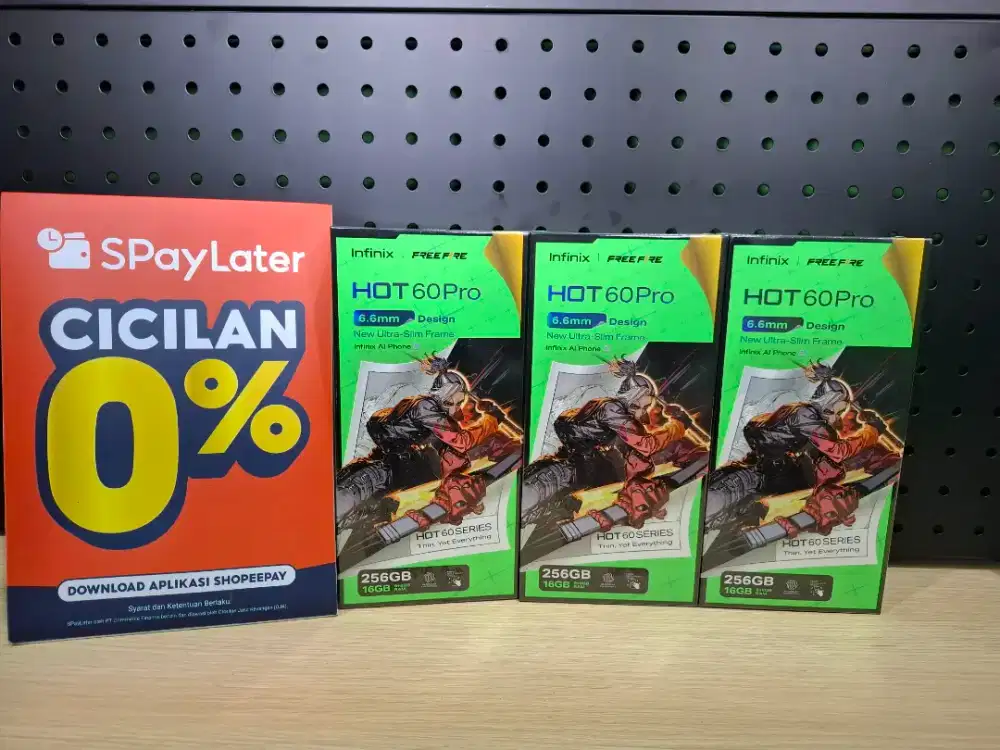 SPayLater
CICILAN
0%
DOWNLOAD APLIKASI SHOPEEPAY
Syarat dan Ketentuan Berlaku
Infinix | FREE FIRE
HOT 60 Pro
6.6mm Design
New Ultra-Slim Frame
Infinix AI Phone
HOT 60 SERIES
Thin, Yet Everything
256GB
16GB
Infinix | FREE FIRE
HOT 60 Pro
6.6mm Design
New Ultra-Slim Frame
Infinix AI Phone
HOT 60 SERIES
Thin, Yet Everything
256GB
16GB
Infinix | FREE FIRE
HOT 60 Pro
6.6mm Design
New Ultra-Slim Frame
Infinix AI Phone
HOT 60 SERIES
Thin, Yet Everything
256GB
16GB